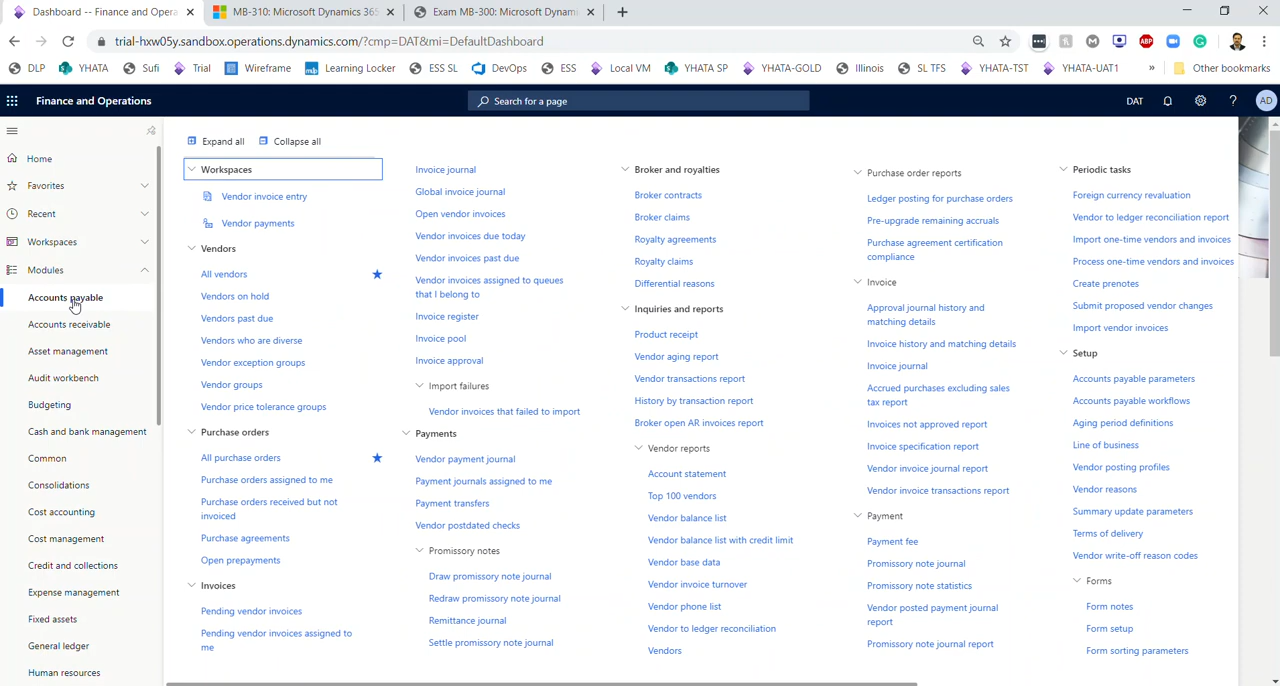 Dashboard -- Finance and Opera
MB-310: Microsoft Dynamics 365
Exam MB-300: Microsoft Dynami
trial-hxw05y.sandbox.operations.dynamics.com/?cmp=DAT&mi=DefaultDashboard
ABP
DLP
YHATA
Sufi
Trial
Wireframe
Learning Locker
ESS SL
DevOps
ESS
Local VM
YHATA SP
YHATA-GOLD
Illinois
SL TFS
YHATA-TST
YHATA-UAT1
»
Other bookmarks
Finance and Operations
Search for a page
DAT
?
AD
Home
Favorites
Recent
Workspaces
Modules
Accounts payable
Accounts receivable
Asset management
Audit workbench
Budgeting
Cash and bank management
Common
Consolidations
Cost accounting
Cost management
Credit and collections
Expense management
Fixed assets
General ledger
Human resources
Expand all
Collapse all
Workspaces
Vendor invoice entry
Vendor payments
Vendors
All vendors
Vendors on hold
Vendors past due
Vendors who are diverse
Vendor exception groups
Vendor groups
Vendor price tolerance groups
Purchase orders
All purchase orders
Purchase orders assigned to me
Purchase orders received but not
invoiced
Purchase agreements
Open prepayments
Invoices
Pending vendor invoices
Pending vendor invoices assigned to
me
Invoice journal
Global invoice journal
Open vendor invoices
Vendor invoices due today
Vendor invoices past due
Vendor invoices assigned to queues
that I belong to
Invoice register
Invoice pool
Invoice approval
Import failures
Vendor invoices that failed to import
Payments
Vendor payment journal
Payment journals assigned to me
Payment transfers
Vendor postdated checks
Promissory notes
Draw promissory note journal
Redraw promissory note journal
Remittance journal
Settle promissory note journal
Broker and royalties
Broker contracts
Broker claims
Royalty agreements
Royalty claims
Differential reasons
Inquiries and reports
Product receipt
Vendor aging report
Vendor transactions report
History by transaction report
Broker open AR invoices report
Vendor reports
Account statement
Top 100 vendors
Vendor balance list
Vendor balance list with credit limit
Vendor base data
Vendor invoice turnover
Vendor phone list
Vendor to ledger reconciliation
Vendors
Purchase order reports
Ledger posting for purchase orders
Pre-upgrade remaining accruals
Purchase agreement certification
compliance
Invoice
Approval journal history and
matching details
Invoice history and matching details
Invoice journal
Accrued purchases excluding sales
tax report
Invoices not approved report
Invoice specification report
Vendor invoice journal report
Vendor invoice transactions report
Payment
Payment fee
Promissory note journal
Promissory note statistics
Vendor posted payment journal
report
Promissory note journal report
Periodic tasks
Foreign currency revaluation
Vendor to ledger reconciliation report
Import one-time vendors and invoices
Process one-time vendors and invoices
Create prenotes
Submit proposed vendor changes
Import vendor invoices
Setup
Accounts payable parameters
Accounts payable workflows
Aging period definitions
Line of business
Vendor posting profiles
Vendor reasons
Summary update parameters
Terms of delivery
Vendor write-off reason codes
Forms
Form notes
Form setup
Form sorting parameters